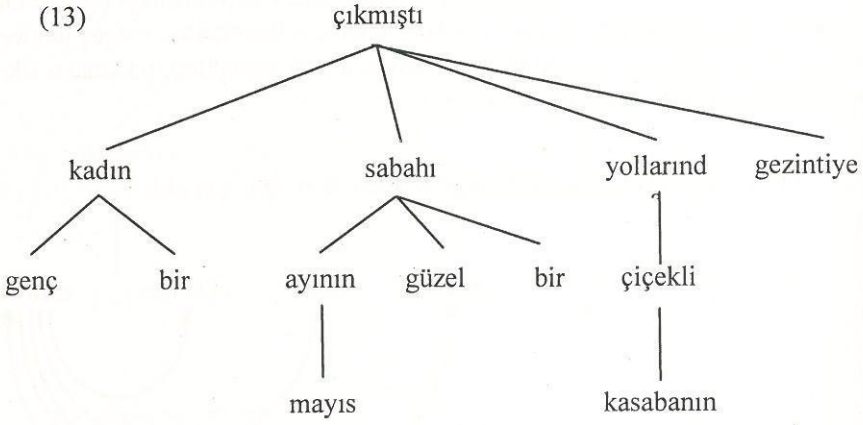 (13) çıkmıştı
kadın sabahı yollarınd gezintiye
genç bir ayının güzel bir çiçekli
mayıs kasabanın